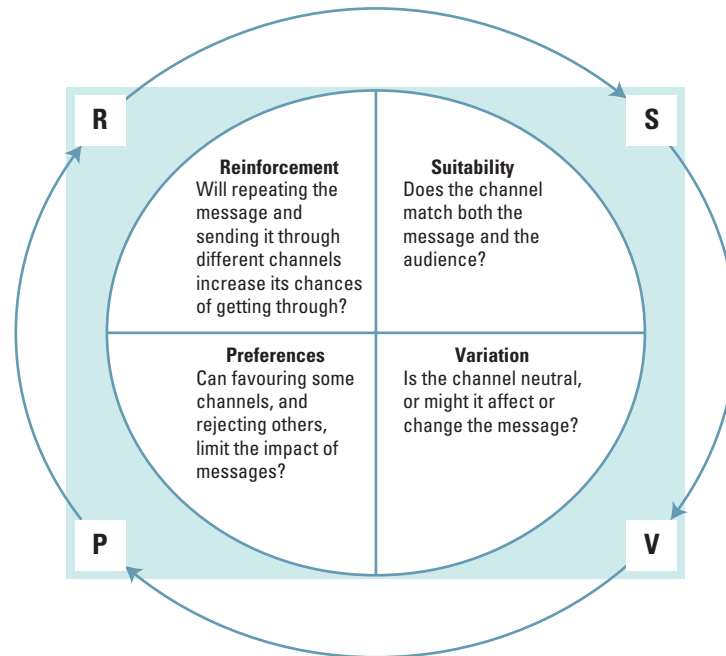 R
S
Reinforcement
Will repeating the
message and
sending it through
different channels
increase its chances
of getting through?
Suitability
Does the channel
match both the
message and the
audience?
Preferences
Can favouring some
channels, and
rejecting others,
limit the impact of
messages?
Variation
Is the channel neutral,
or might it affect or
change the message?
P
V